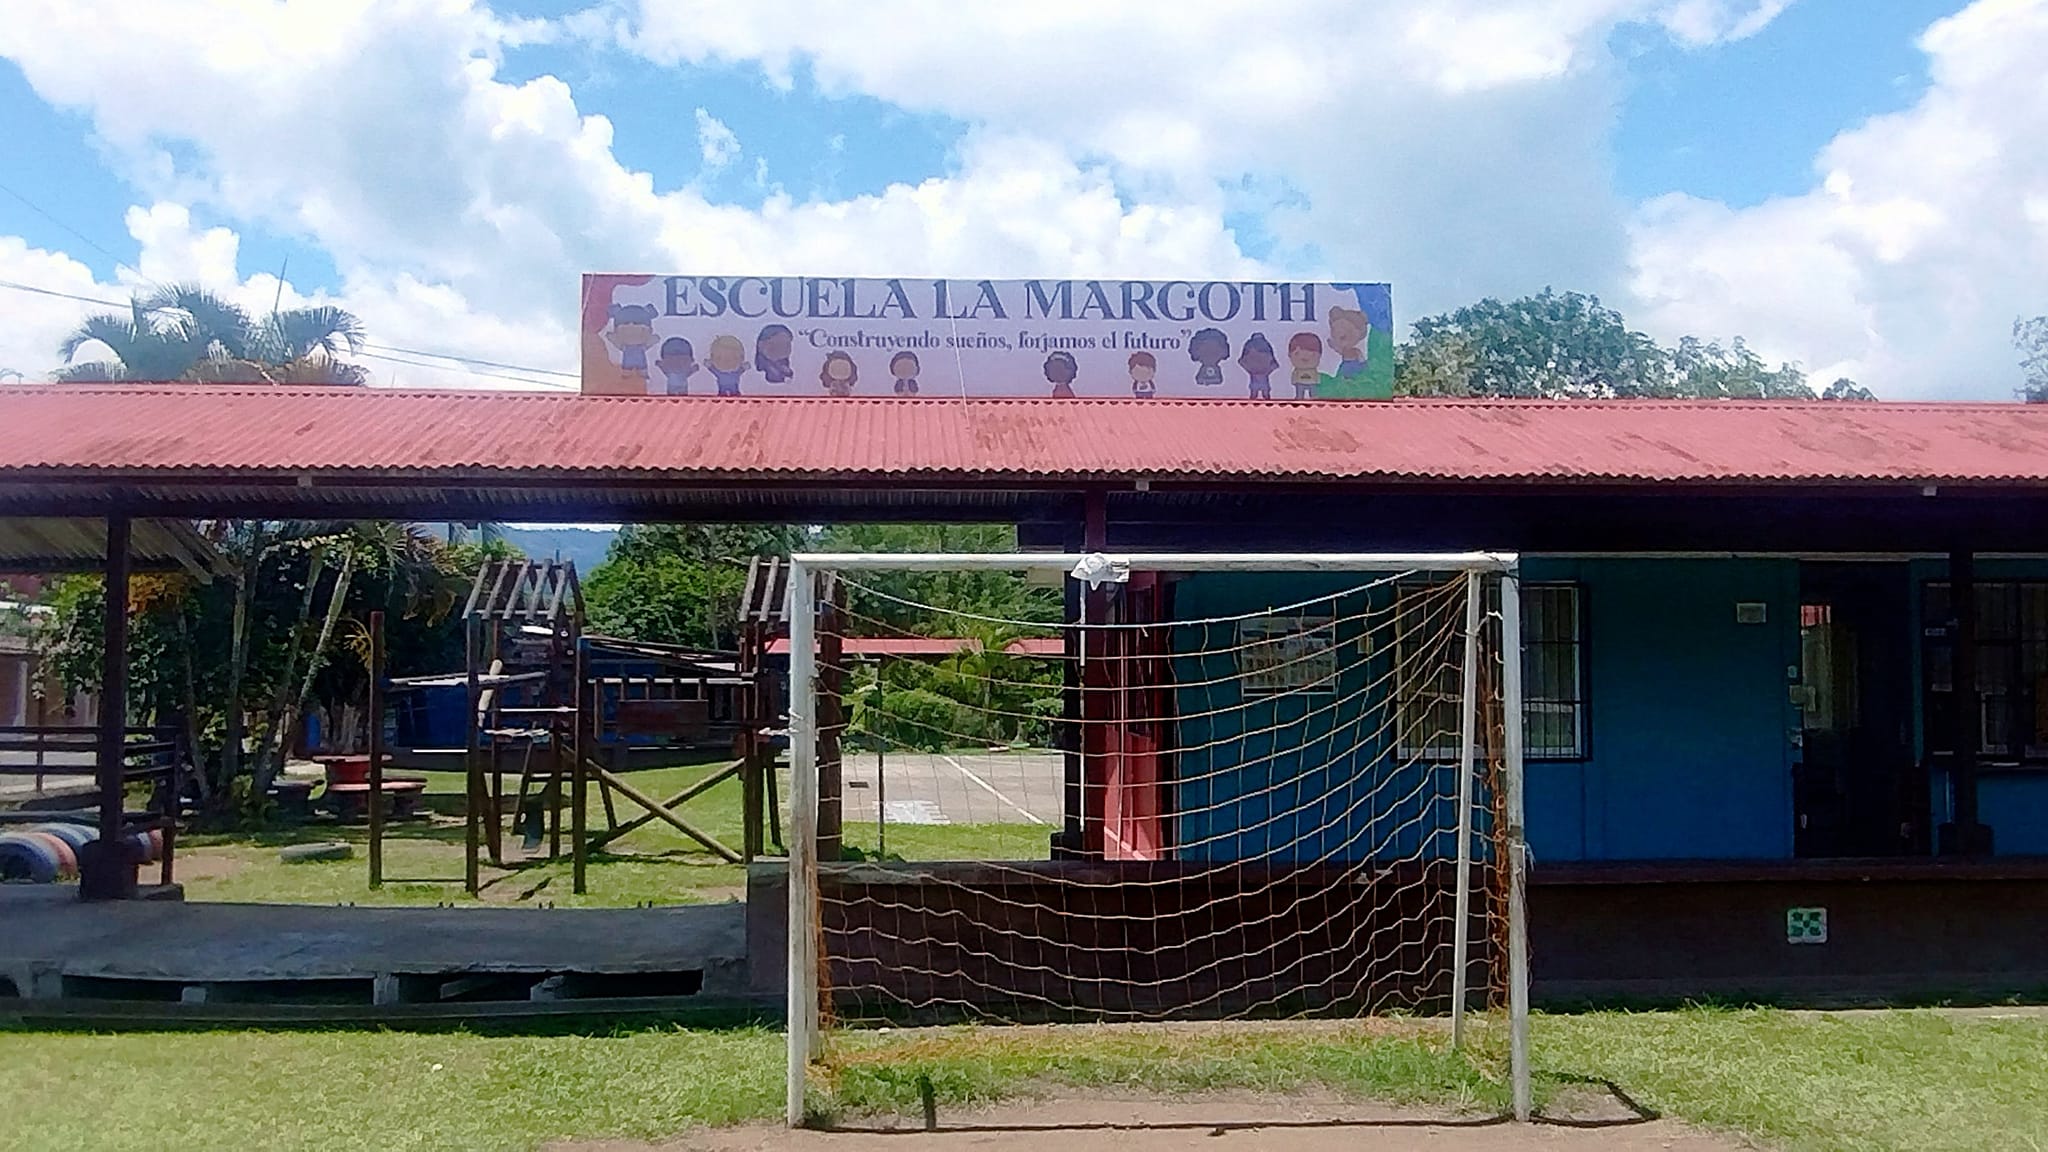 ESCUELA LA MARGOTH
“Construyendo sueños, forjamos el futuro”